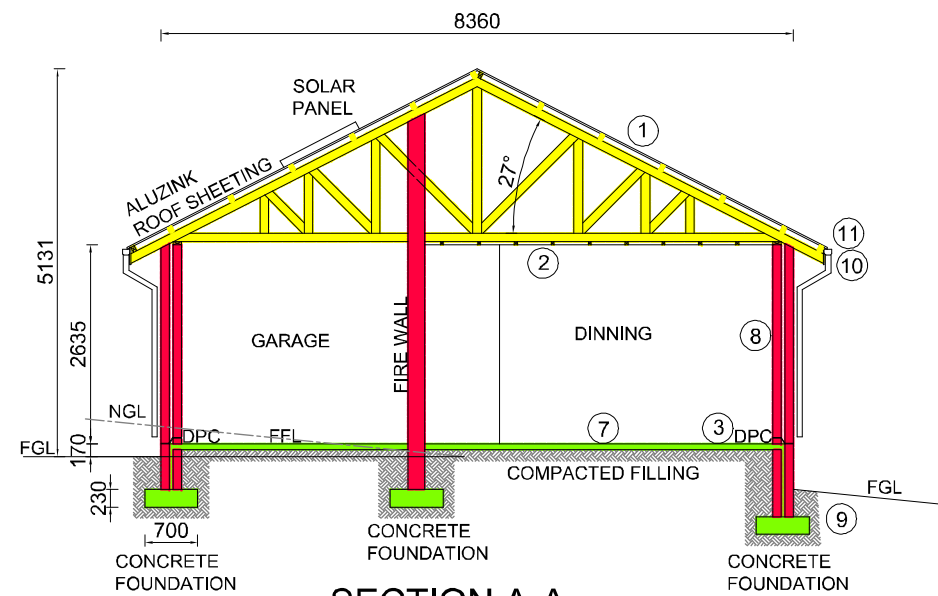 8360
SOLAR
PANEL
1
27°
ALUZINK
ROOF SHEETING
11
10
2
5131
2635
GARAGE
FIRE WALL
DINNING
8
NGL
DPC
FFL
7
3
DPC
FGL
170
COMPACTED FILLING
230
FGL
700
9
CONCRETE
FOUNDATION
CONCRETE
FOUNDATION
CONCRETE
FOUNDATION
SECTION A-A